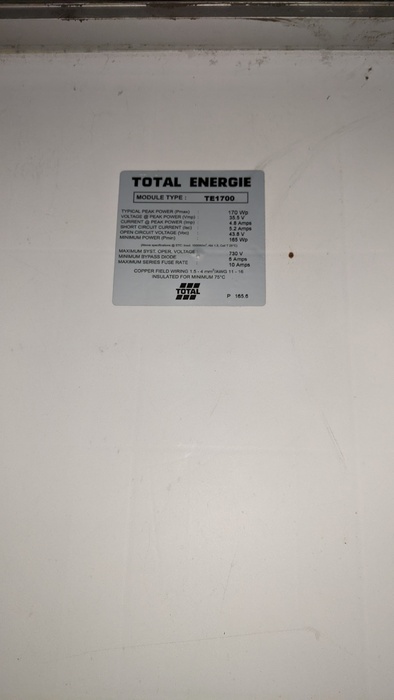 TOTAL ENERGIE
MODULE TYPE : TE1700
TYPICAL PEAK POWER (Pmax) : 170 Wp
VOLTAGE @ PEAK POWER (Vmp) : 35.5 V
CURRENT @ PEAK POWER (Imp) : 4.8 Amps
SHORT CIRCUIT CURRENT (Isc) : 5.2 Amps
OPEN CIRCUIT VOLTAGE (Voc) : 43.8 V
MINIMUM POWER (Pmin) : 165 Wp
MAXIMUM SYST. OPEN. VOLTAGE : 730 V
MINIMUM BYPASS DIODE : 8 Amps
MAXIMUM SERIES FUSE RATE : 10 Amps
COPPER FIELD WIRING 1.5 - 4 mm²/AWG 11 - 16
INSULATED FOR MINIMUM 75°C
TOTAL
P 165.6